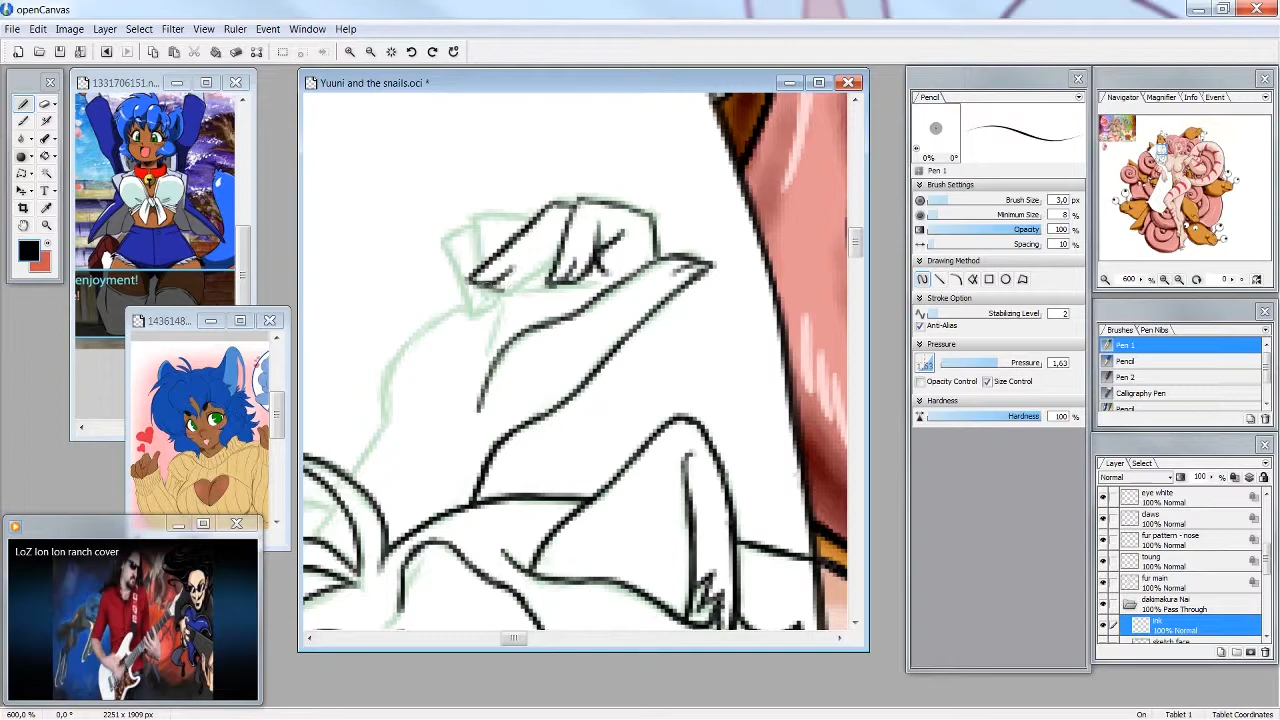 openCanvas
File Edit Image Layer Select Filter View Ruler Event Window Help
1331706151.n...
enjoyment!
1436148...
LoZ lon lon ranch cover
Yuuni and the snails.oci *
Pencil
0% 0°
Pen 1
Brush Settings
Brush Size 3,0 px
Minimum Size 8 %
Opacity 100 %
Spacing 10 %
Drawing Method
Stroke Option
Stabilizing Level 2
Anti-Alias
Pressure
1,63 Pressure 1,63
Opacity Control Size Control
Hardness
Hardness 100 %
Navigator Magnifier Info Event
600 % 0 °
Brushes Pen Nibs
Pen 1
Pencil
Pen 2
Calligraphy Pen
Pencil
Layer Select
Normal 100 %
eye white
100% Normal
daws
100% Normal
fur pattern - nose
100% Normal
toung
100% Normal
fur main
100% Normal
dakimakura Nai
100% Pass Through
ink
100% Normal
sketch face
600,0 % 0,0 ° 2251 x 1909 px On Tablet 1 Tablet Coordinates